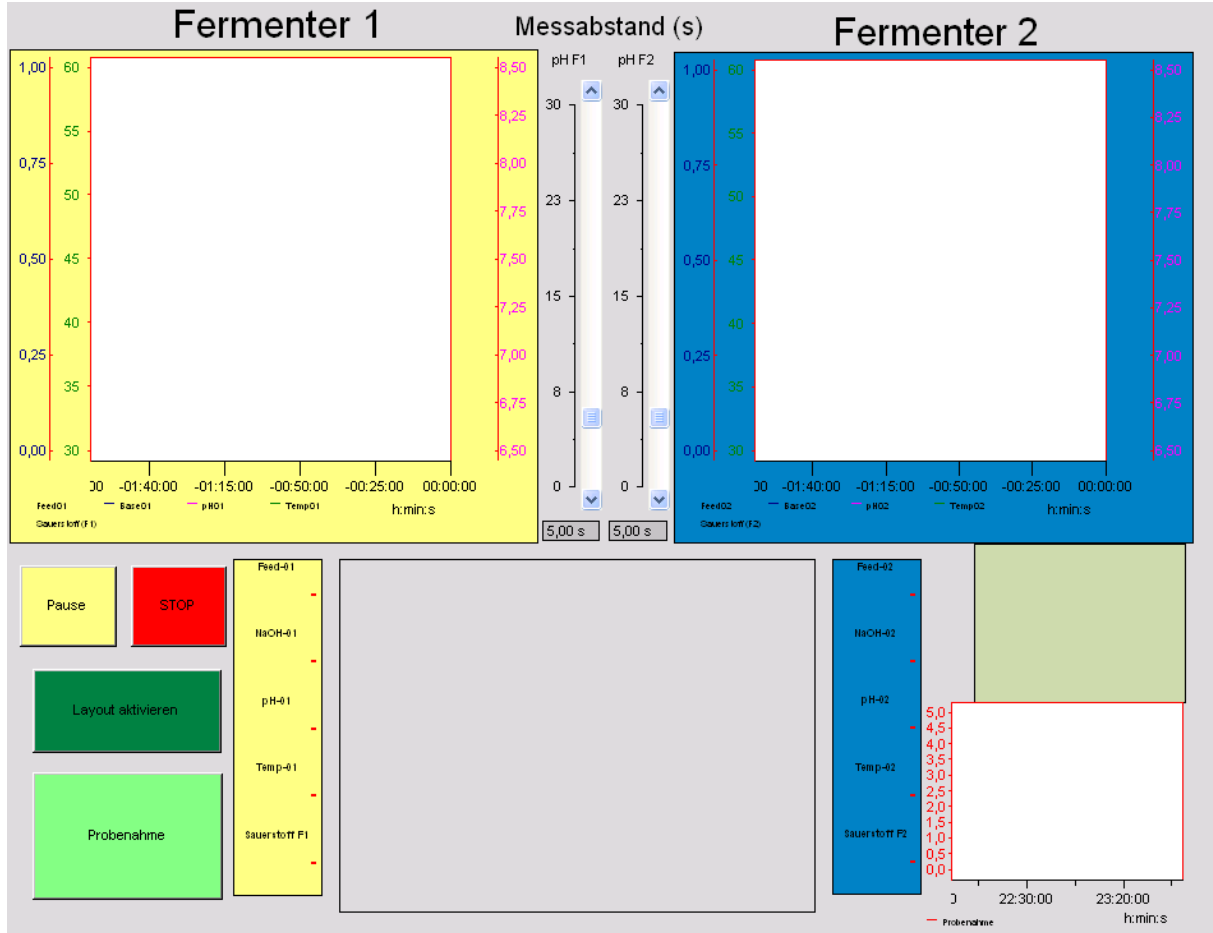 Fermenter 1
Messabstand (s)
Fermenter 2
pH F1
pH F2
1,00
0,75
0,50
0,25
0,00
60
55
50
45
40
35
30
8,50
8,25
8,00
7,75
7,50
7,25
7,00
6,75
6,50
00 -01:40:00 -01:15:00 -00:50:00 -00:25:00 00:00:00
Feed01 Base01 pH01 Temp01 h:min:s
Sauerstoff(F1)
30
23
15
8
0
5,00 s
30
23
15
8
0
5,00 s
1,00
0,75
0,50
0,25
0,00
60
55
50
45
40
35
30
8,50
8,25
8,00
7,75
7,50
7,25
7,00
6,75
6,50
00 -01:40:00 -01:15:00 -00:50:00 -00:25:00 00:00:00
Feed02 Base02 pH02 Temp02 h:min:s
Sauerstoff(F2)
Pause
STOP
Layout aktivieren
Probenahme
Feed-01
-
NaOH-01
-
pH-01
-
Temp-01
-
Sauerstoff F1
-
Feed-02
-
NaOH-02
-
pH-02
-
Temp-02
-
Sauerstoff F2
-
5,0
4,5
4,0
3,5
3,0
2,5
2,0
1,5
1,0
0,5
0,0
22:30:00 23:20:00
Probenahme h:min:s